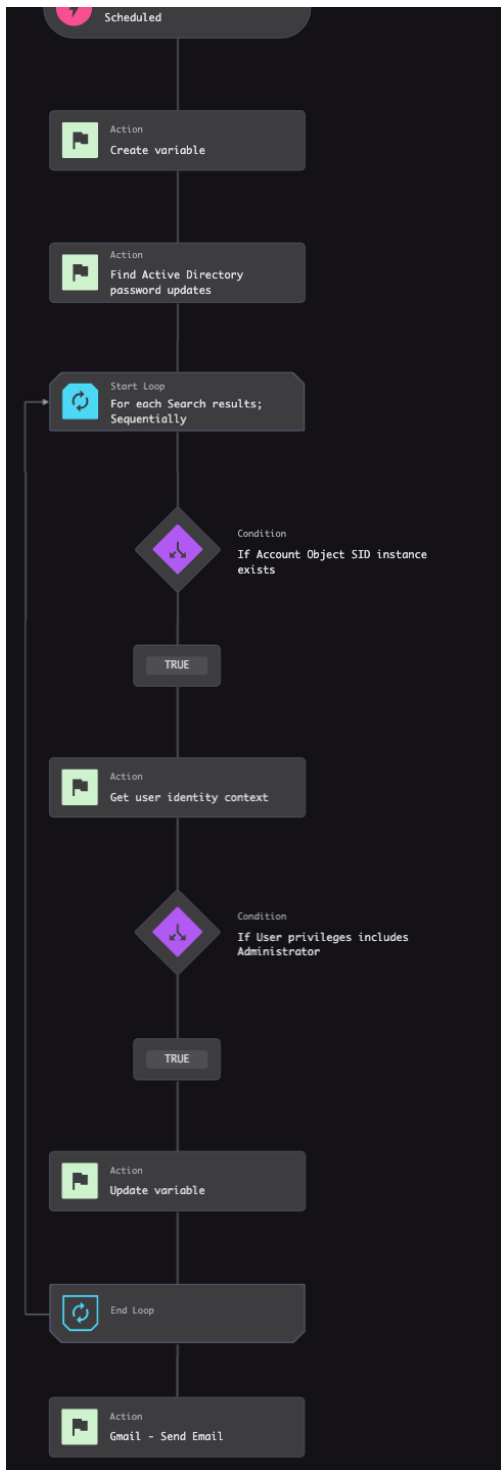 Scheduled
Action
Create variable
Action
Find Active Directory
password updates
Start Loop
For each Search results;
Sequentially
Condition
If Account Object SID instance
exists
TRUE
Action
Get user identity context
Condition
If User privileges includes
Administrator
TRUE
Action
Update variable
End Loop
Action
Gmail - Send Email